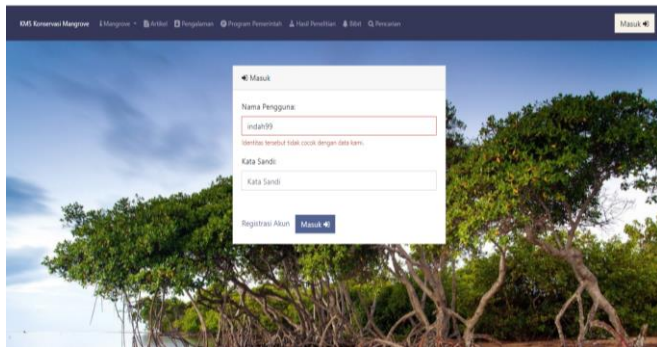 KMS Konservasi Mangrove Mangrove Artikel Pengalaman Program Pemerintah Hasil Penelitian Bibit Pencarian Masuk
Masuk
Nama Pengguna:
indah99
Identitas tersebut tidak cocok dengan data kami.
Kata Sandi:
Kata Sandi
Registrasi Akun Masuk